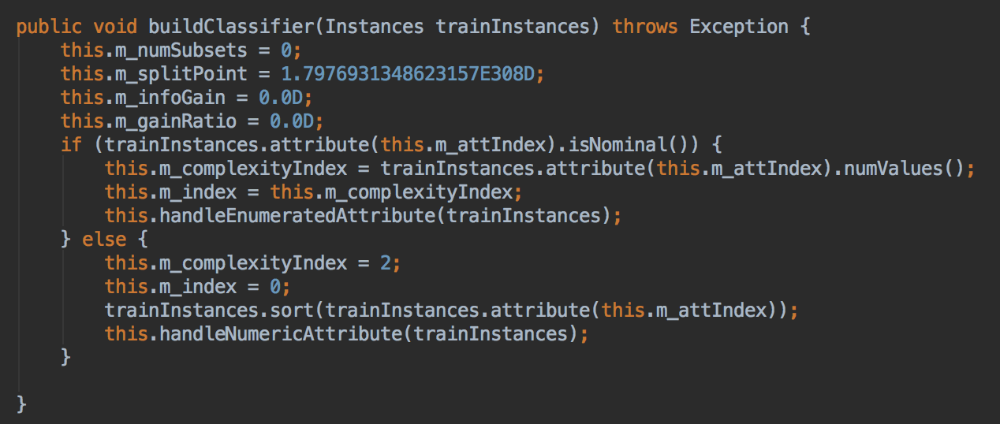 public void buildClassifier(Instances trainInstances) throws Exception {
    this.m_numSubsets = 0;
    this.m_splitPoint = 1.7976931348623157E308D;
    this.m_infoGain = 0.0D;
    this.m_gainRatio = 0.0D;
    if (trainInstances.attribute(this.m_attIndex).isNominal()) {
        this.m_complexityIndex = trainInstances.attribute(this.m_attIndex).numValues();
        this.m_index = this.m_complexityIndex;
        this.handleEnumeratedAttribute(trainInstances);
    } else {
        this.m_complexityIndex = 2;
        this.m_index = 0;
        trainInstances.sort(trainInstances.attribute(this.m_attIndex));
        this.handleNumericAttribute(trainInstances);
    }
}